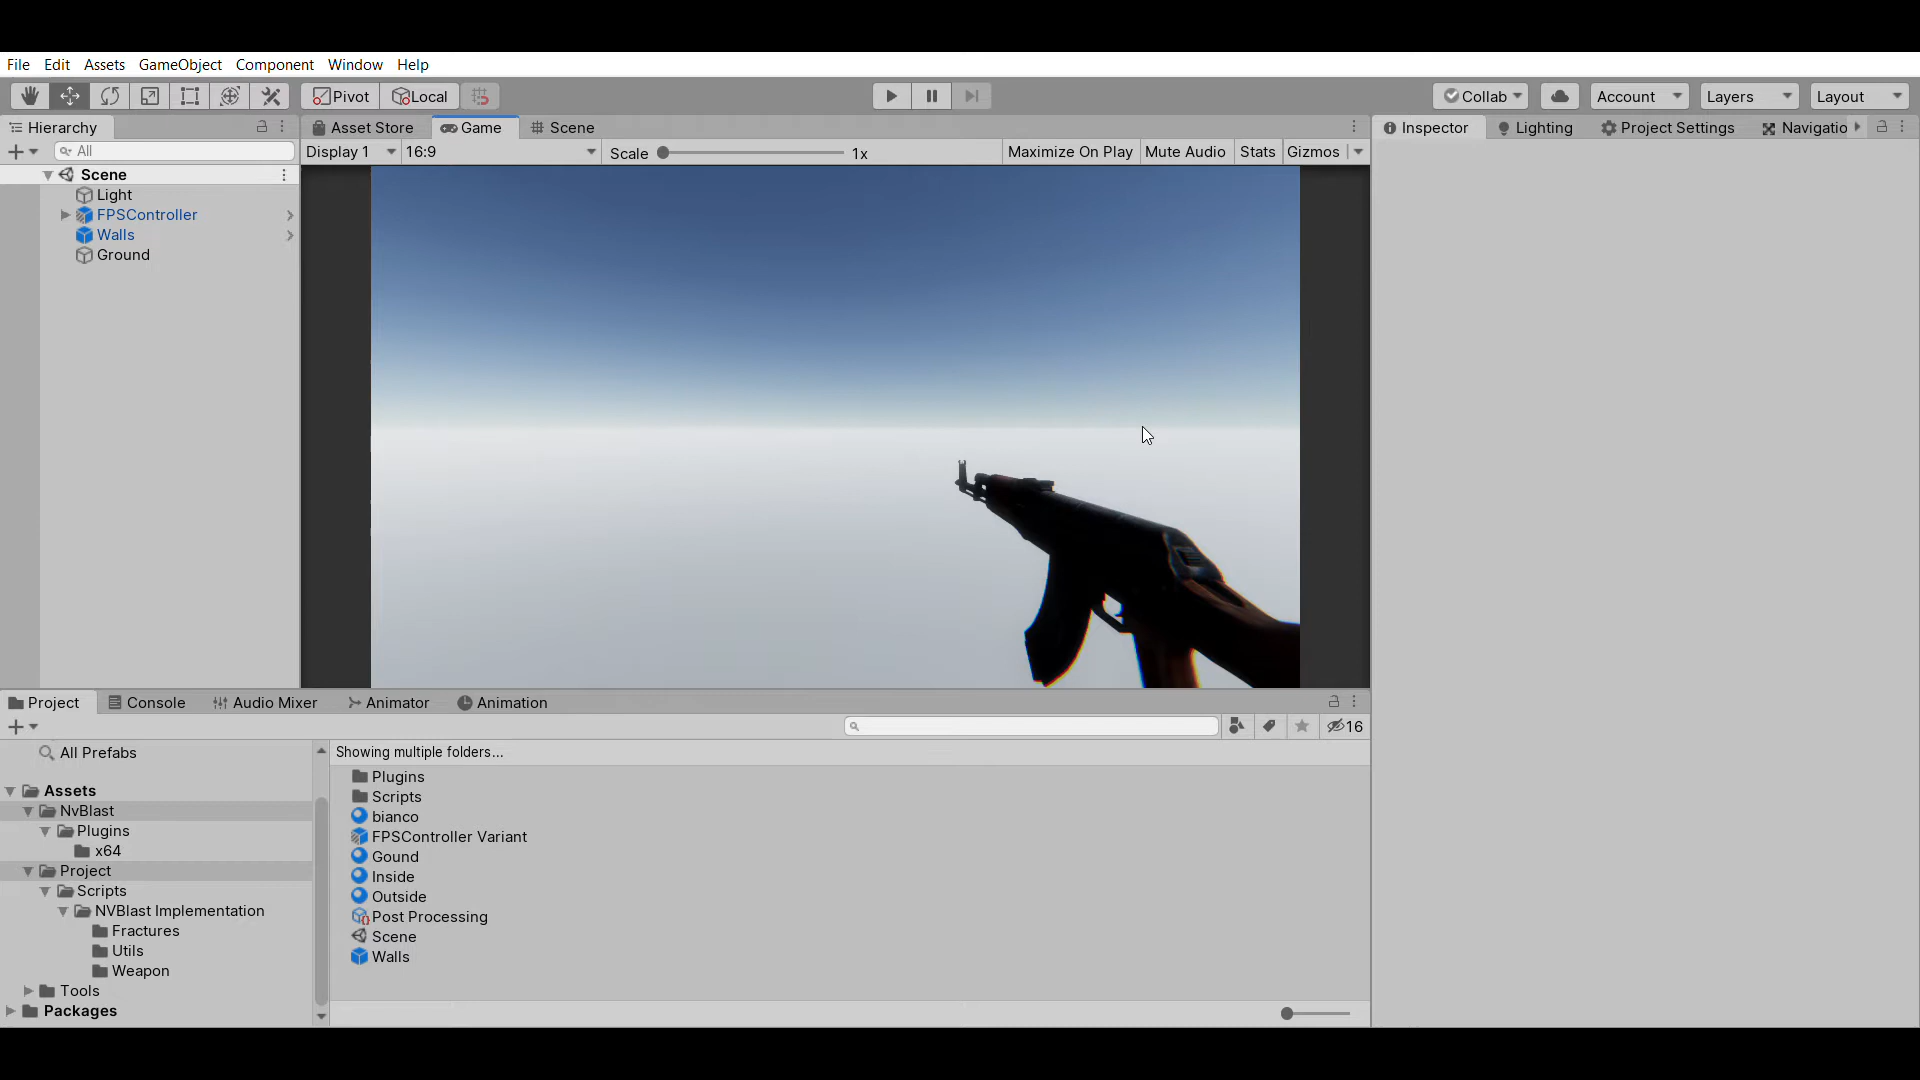 File Edit Assets GameObject Component Window Help
Pivot Local Collab Account Layers Layout
Hierarchy
All
Scene
Light
FPSController
Walls
Ground
Asset Store Game Scene
Display 1 16:9 Scale 1x Maximize On Play Mute Audio Stats Gizmos
Inspector Lighting Project Settings Navigatio
Project Console Audio Mixer Animator Animation
16
All Prefabs
Assets
NvBlast
Plugins
x64
Project
Scripts
NVBlast Implementation
Fractures
Utils
Weapon
Tools
Packages
Showing multiple folders...
Plugins
Scripts
bianco
FPSController Variant
Gound
Inside
Outside
Post Processing
Scene
Walls